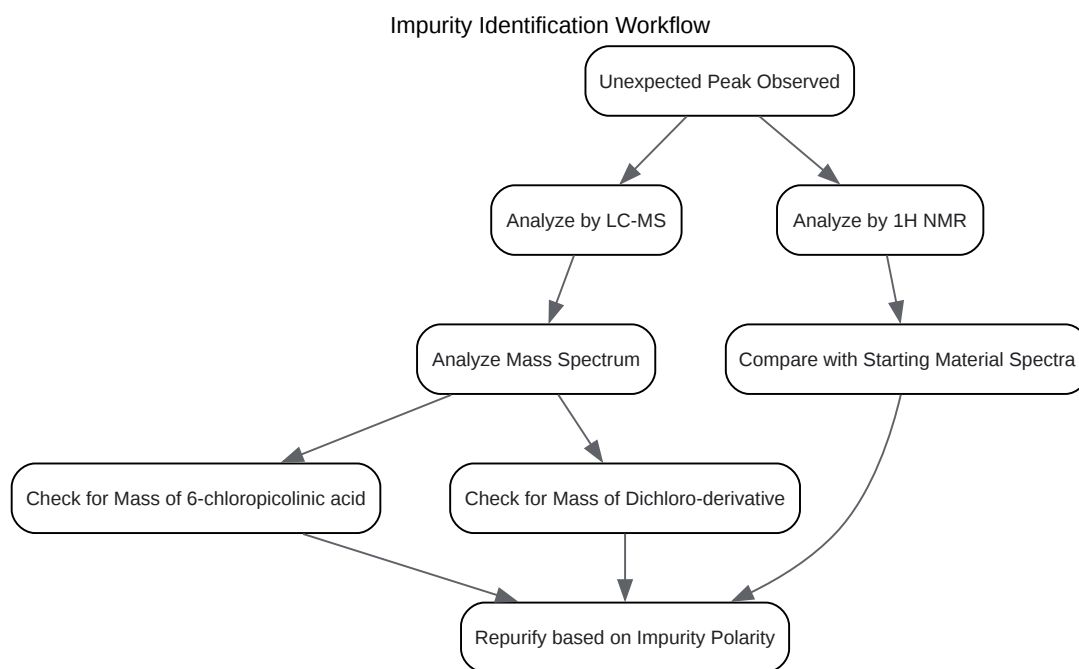 Impurity Identification Workflow
Unexpected Peak Observed
Analyze by LC-MS
Analyze by 1H NMR
Analyze Mass Spectrum
Compare with Starting Material Spectra
Check for Mass of 6-chloropicolinic acid
Check for Mass of Dichloro-derivative
Repurify based on Impurity Polarity